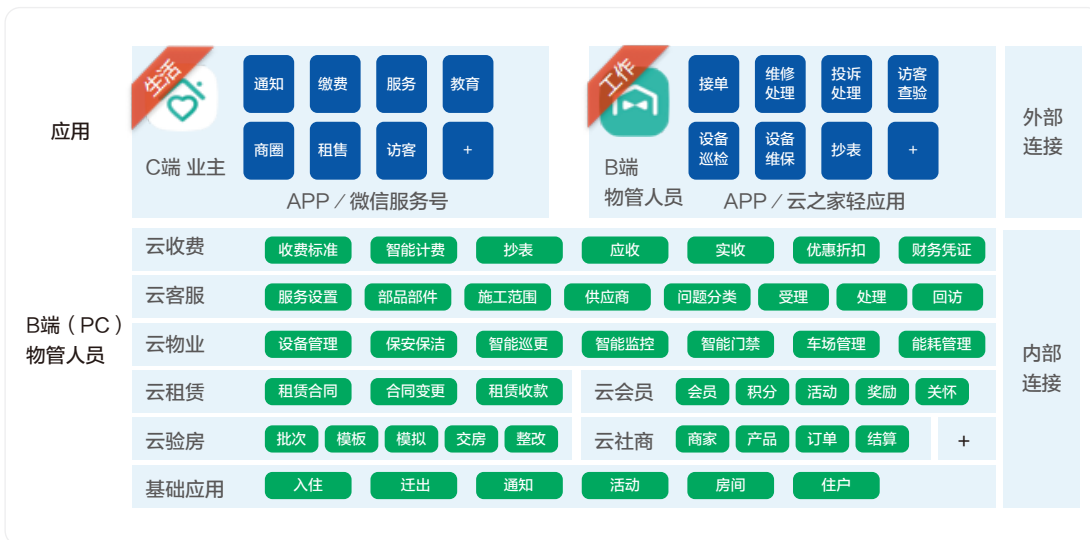 应用
生活
C端 业主
通知
缴费
服务
教育
商圈
租售
访客
+
APP／微信服务号
工作
B端
物管人员
接单
维修
处理
投诉
处理
访客
查验
设备
巡检
设备
维保
抄表
+
APP／云之家轻应用
外部
连接
B端（PC）
物管人员
云收费
收费标准
智能计费
抄表
应收
实收
优惠折扣
财务凭证
云客服
服务设置
部品部件
施工范围
供应商
问题分类
受理
处理
回访
云物业
设备管理
保安保洁
智能巡更
智能监控
智能门禁
车场管理
能耗管理
云租赁
租赁合同
合同变更
租赁收款
云会员
会员
积分
活动
奖励
关怀
云验房
批次
模板
模拟
交房
整改
云社商
商家
产品
订单
结算
+
基础应用
入住
迁出
通知
活动
房间
住户
内部
连接